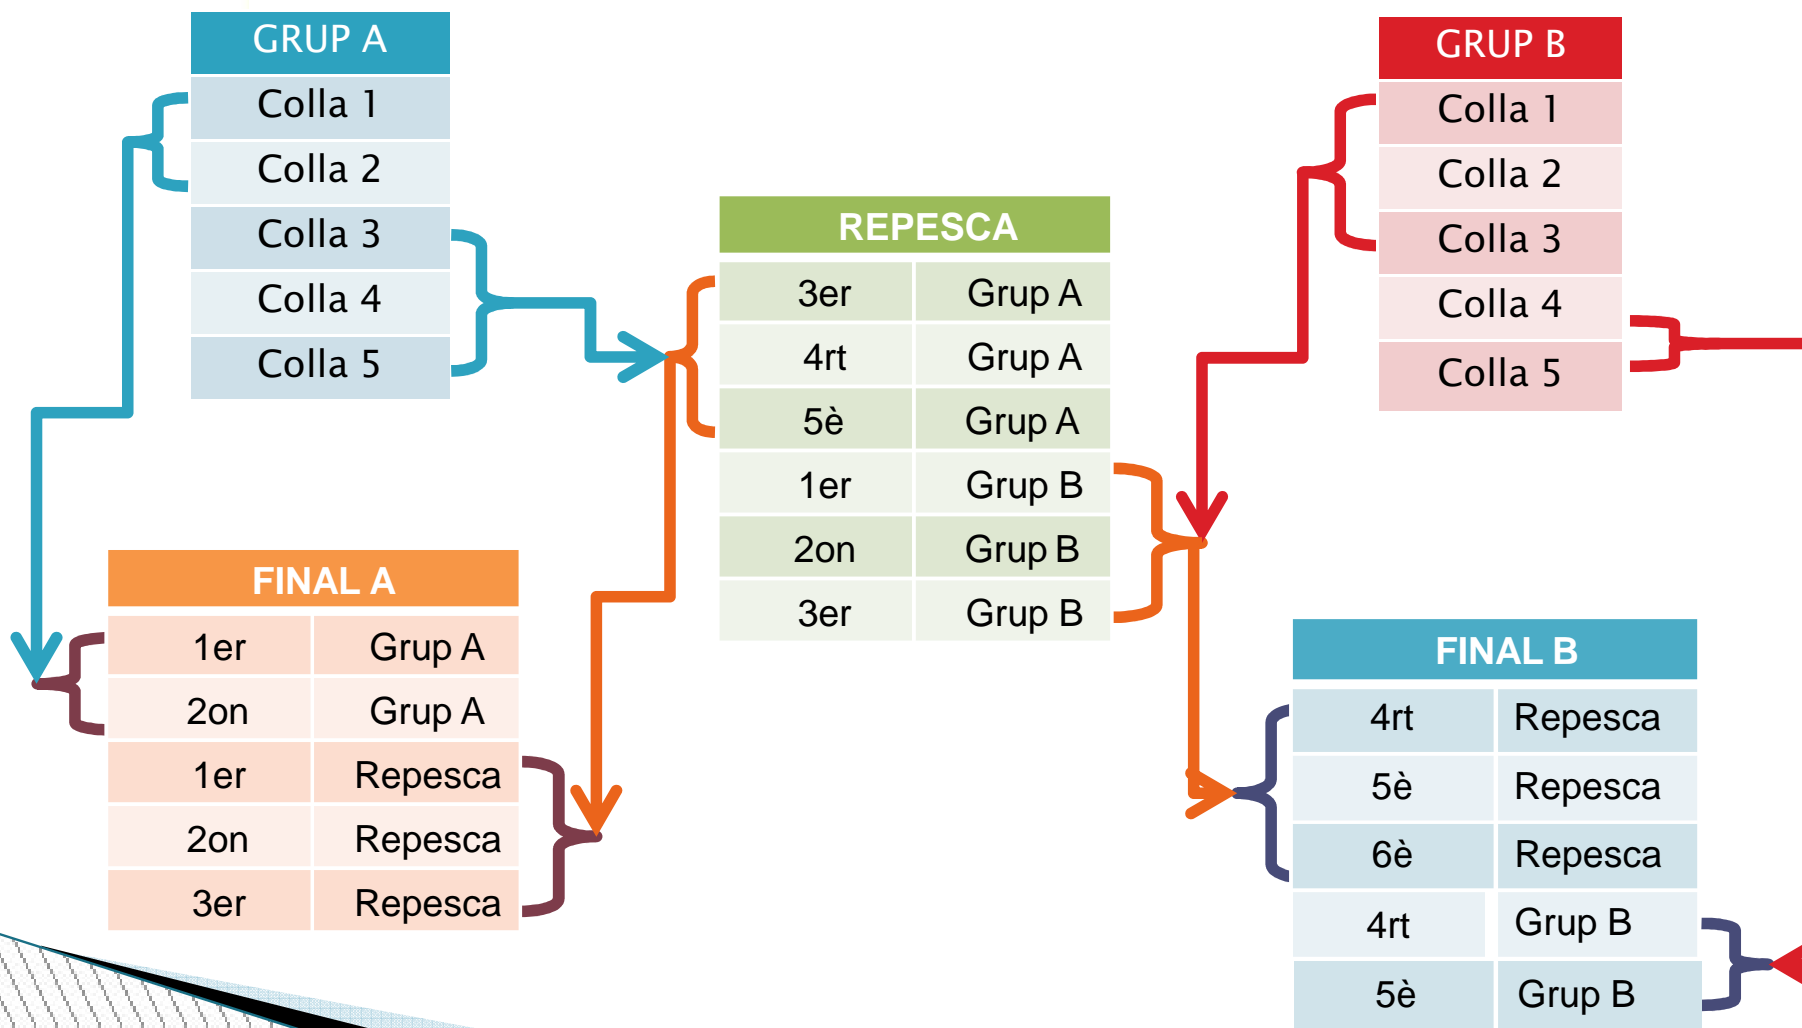 GRUP A
Colla 1
Colla 2
Colla 3
Colla 4
Colla 5
REPESCA
3er Grup A
4rt Grup A
5è Grup A
1er Grup B
2on Grup B
3er Grup B
GRUP B
Colla 1
Colla 2
Colla 3
Colla 4
Colla 5
FINAL A
1er Grup A
2on Grup A
1er Repesca
2on Repesca
3er Repesca
FINAL B
4rt Repesca
5è Repesca
6è Repesca
4rt Grup B
5è Grup B